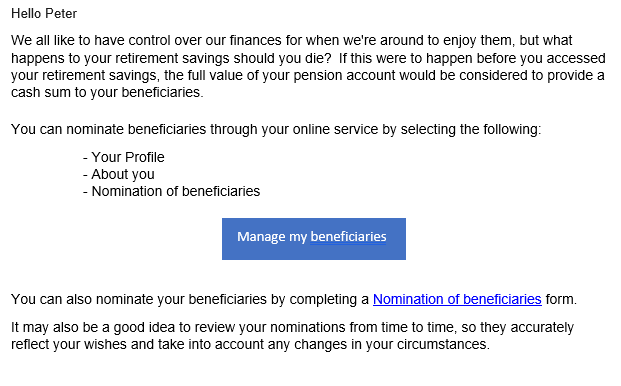 Hello Peter
We all like to have control over our finances for when we're around to enjoy them, but what
happens to your retirement savings should you die?  If this were to happen before you accessed
your retirement savings, the full value of your pension account would be considered to provide a
cash sum to your beneficiaries.
You can nominate beneficiaries through your online service by selecting the following:
- Your Profile
- About you
- Nomination of beneficiaries
Manage my beneficiaries
You can also nominate your beneficiaries by completing a Nomination of beneficiaries form.
It may also be a good idea to review your nominations from time to time, so they accurately
reflect your wishes and take into account any changes in your circumstances.